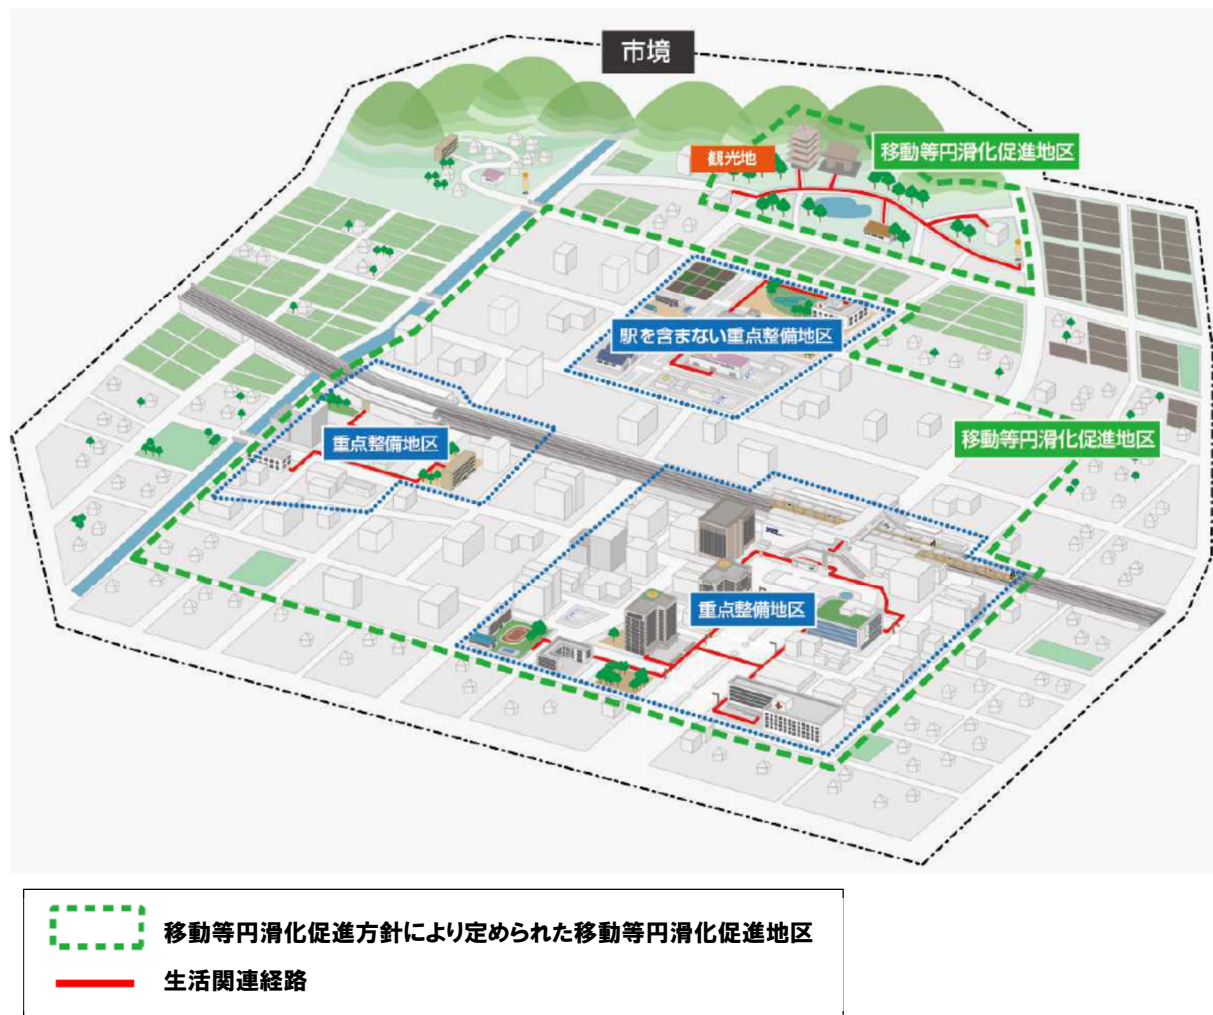 市境
移動等円滑化促進地区
観光地
駅を含まない重点整備地区
移動等円滑化促進地区
重点整備地区
重点整備地区
移動等円滑化促進方針により定められた移動等円滑化促進地区
生活関連経路